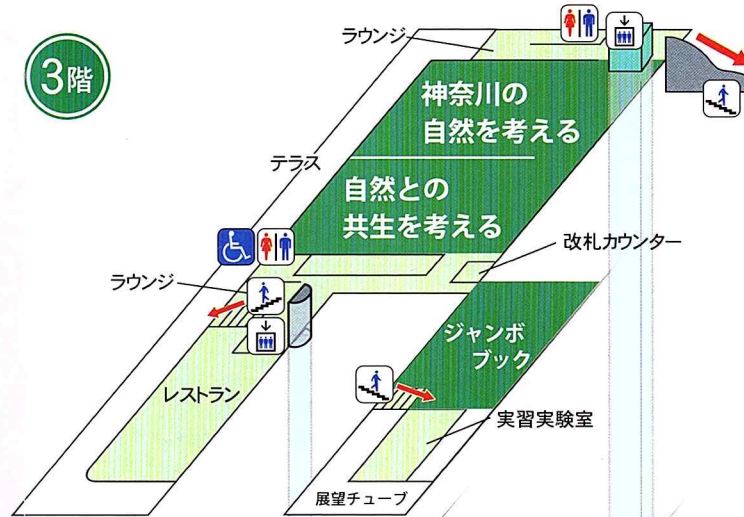 3階
ラウンジ
神奈川の
自然を考える
テラス
自然との
共生を考える
改札カウンター
ラウンジ
ジャンボ
ブック
レストラン
実習実験室
展望チューブ